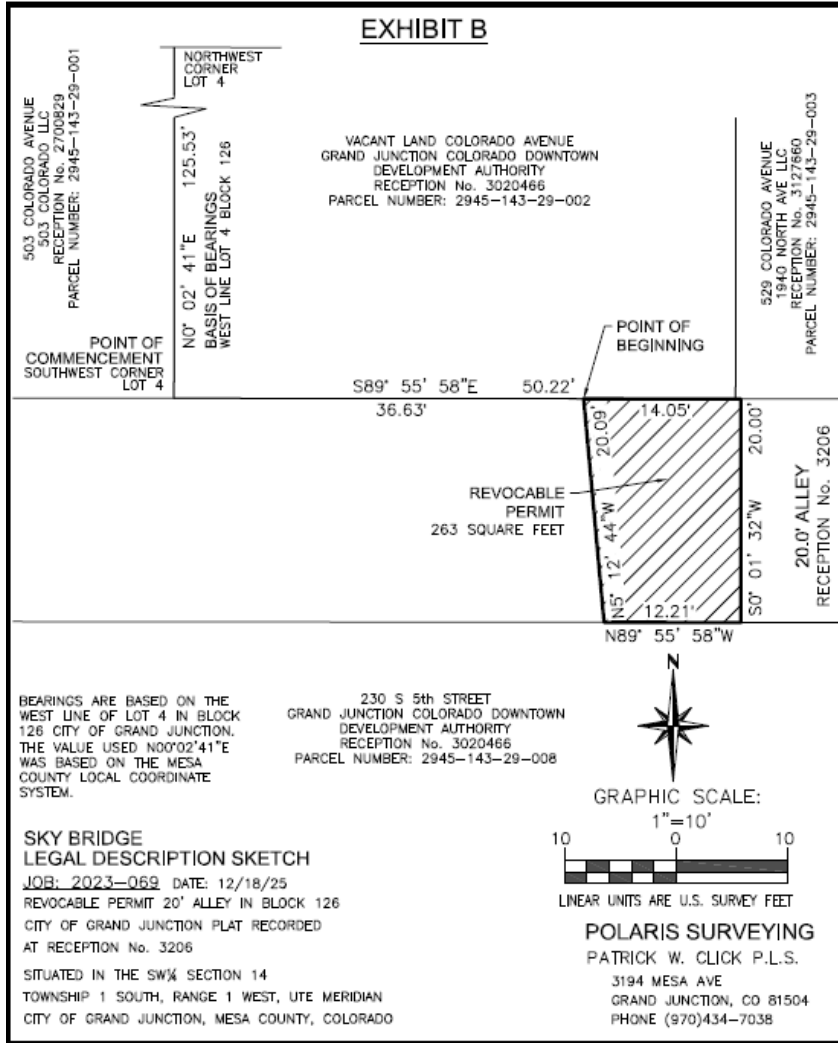 EXHIBIT B
503 COLORADO AVENUE
503 COLORADO LLC
RECEPTION No. 2700829
PARCEL NUMBER: 2945-143-29-001
NORTHWEST
CORNER
LOT 4
N0° 02' 41"E 125.53'
BASIS OF BEARINGS
WEST LINE LOT 4 BLOCK 126
VACANT LAND COLORADO AVENUE
GRAND JUNCTION COLORADO DOWNTOWN
DEVELOPMENT AUTHORITY
RECEPTION No. 3020466
PARCEL NUMBER: 2945-143-29-002
529 COLORADO AVENUE
1940 NORTH AVE LLC
RECEPTION No. 3127660
PARCEL NUMBER: 2945-143-29-003
POINT OF
COMMENCEMENT
SOUTHWEST CORNER
LOT 4
POINT OF
BEGINNING
S89° 55' 58"E 50.22'
36.63'
14.05'
N5° 12' 44"W 20.09'
REVOCABLE
PERMIT
263 SQUARE FEET
S0° 01' 32"W 20.00'
20.0' ALLEY
RECEPTION No. 3206
12.21'
N89° 55' 58"W
BEARINGS ARE BASED ON THE
WEST LINE OF LOT 4 IN BLOCK
126 CITY OF GRAND JUNCTION.
THE VALUE USED N00°02'41"E
WAS BASED ON THE MESA
COUNTY LOCAL COORDINATE
SYSTEM.
230 S 5th STREET
GRAND JUNCTION COLORADO DOWNTOWN
DEVELOPMENT AUTHORITY
RECEPTION No. 3020466
PARCEL NUMBER: 2945-143-29-008
N
GRAPHIC SCALE:
1"=10'
10 0 10
LINEAR UNITS ARE U.S. SURVEY FEET
SKY BRIDGE
LEGAL DESCRIPTION SKETCH
JOB: 2023-069 DATE: 12/18/25
REVOCABLE PERMIT 20' ALLEY IN BLOCK 126
CITY OF GRAND JUNCTION PLAT RECORDED
AT RECEPTION No. 3206
SITUATED IN THE SW¼ SECTION 14
TOWNSHIP 1 SOUTH, RANGE 1 WEST, UTE MERIDIAN
CITY OF GRAND JUNCTION, MESA COUNTY, COLORADO
POLARIS SURVEYING
PATRICK W. CLICK P.L.S.
3194 MESA AVE
GRAND JUNCTION, CO 81504
PHONE (970)434-7038